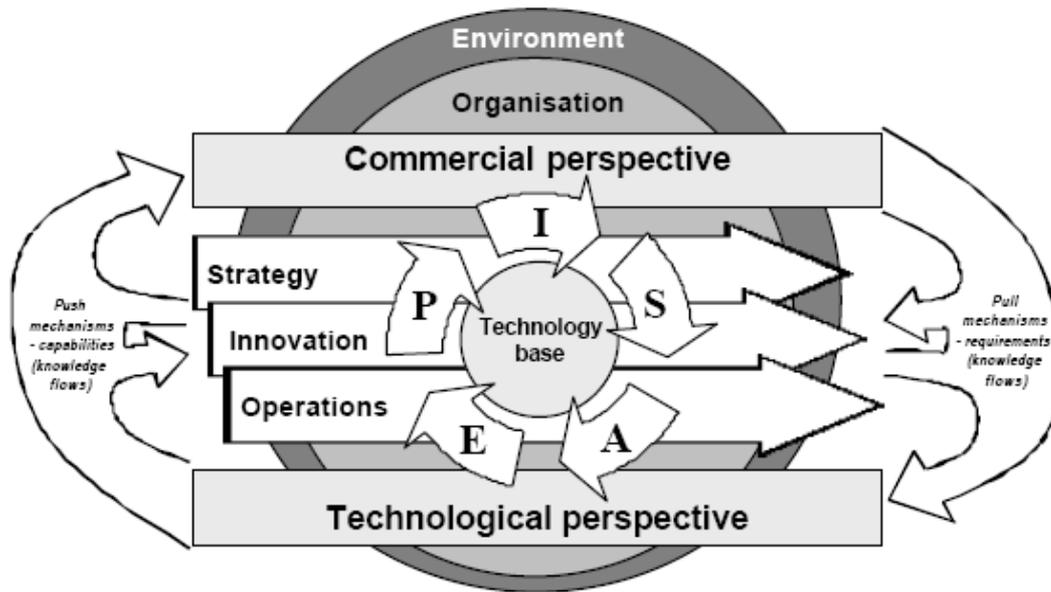 Environment
Organisation
Commercial perspective
I
Strategy
P
S
Push
mechanisms
- capabilities
(knowledge
flows)
Innovation
Technology
base
Pull
mechanisms
- requirements
(knowledge
flows)
Operations
E
A
Technological perspective